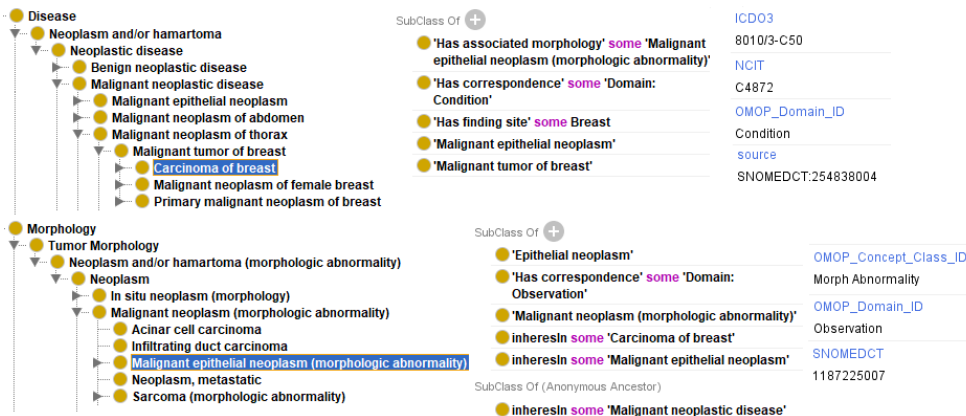 Disease
Neoplasm and/or hamartoma
Neoplastic disease
Benign neoplastic disease
Malignant neoplastic disease
Malignant epithelial neoplasm
Malignant neoplasm of abdomen
Malignant neoplasm of thorax
Malignant tumor of breast
Carcinoma of breast
Malignant neoplasm of female breast
Primary malignant neoplasm of breast
SubClass Of
'Has associated morphology' some 'Malignant
epithelial neoplasm (morphologic abnormality)'
'Has correspondence' some 'Domain:
Condition'
'Has finding site' some Breast
'Malignant epithelial neoplasm'
'Malignant tumor of breast'
ICDO3
8010/3-C50
NCIT
C4872
OMOP_Domain_ID
Condition
source
SNOMEDCT:254838004
Morphology
Tumor Morphology
Neoplasm and/or hamartoma (morphologic abnormality)
Neoplasm
In situ neoplasm (morphology)
Malignant neoplasm (morphologic abnormality)
Acinar cell carcinoma
Infiltrating duct carcinoma
Malignant epithelial neoplasm (morphologic abnormality)
Neoplasm, metastatic
Sarcoma (morphologic abnormality)
SubClass Of
'Epithelial neoplasm'
'Has correspondence' some 'Domain:
Observation'
'Malignant neoplasm (morphologic abnormality)'
inheresIn some 'Carcinoma of breast'
inheresIn some 'Malignant epithelial neoplasm'
SubClass Of (Anonymous Ancestor)
inheresIn some 'Malignant neoplastic disease'
OMOP_Concept_Class_ID
Morph Abnormality
OMOP_Domain_ID
Observation
SNOMEDCT
1187225007